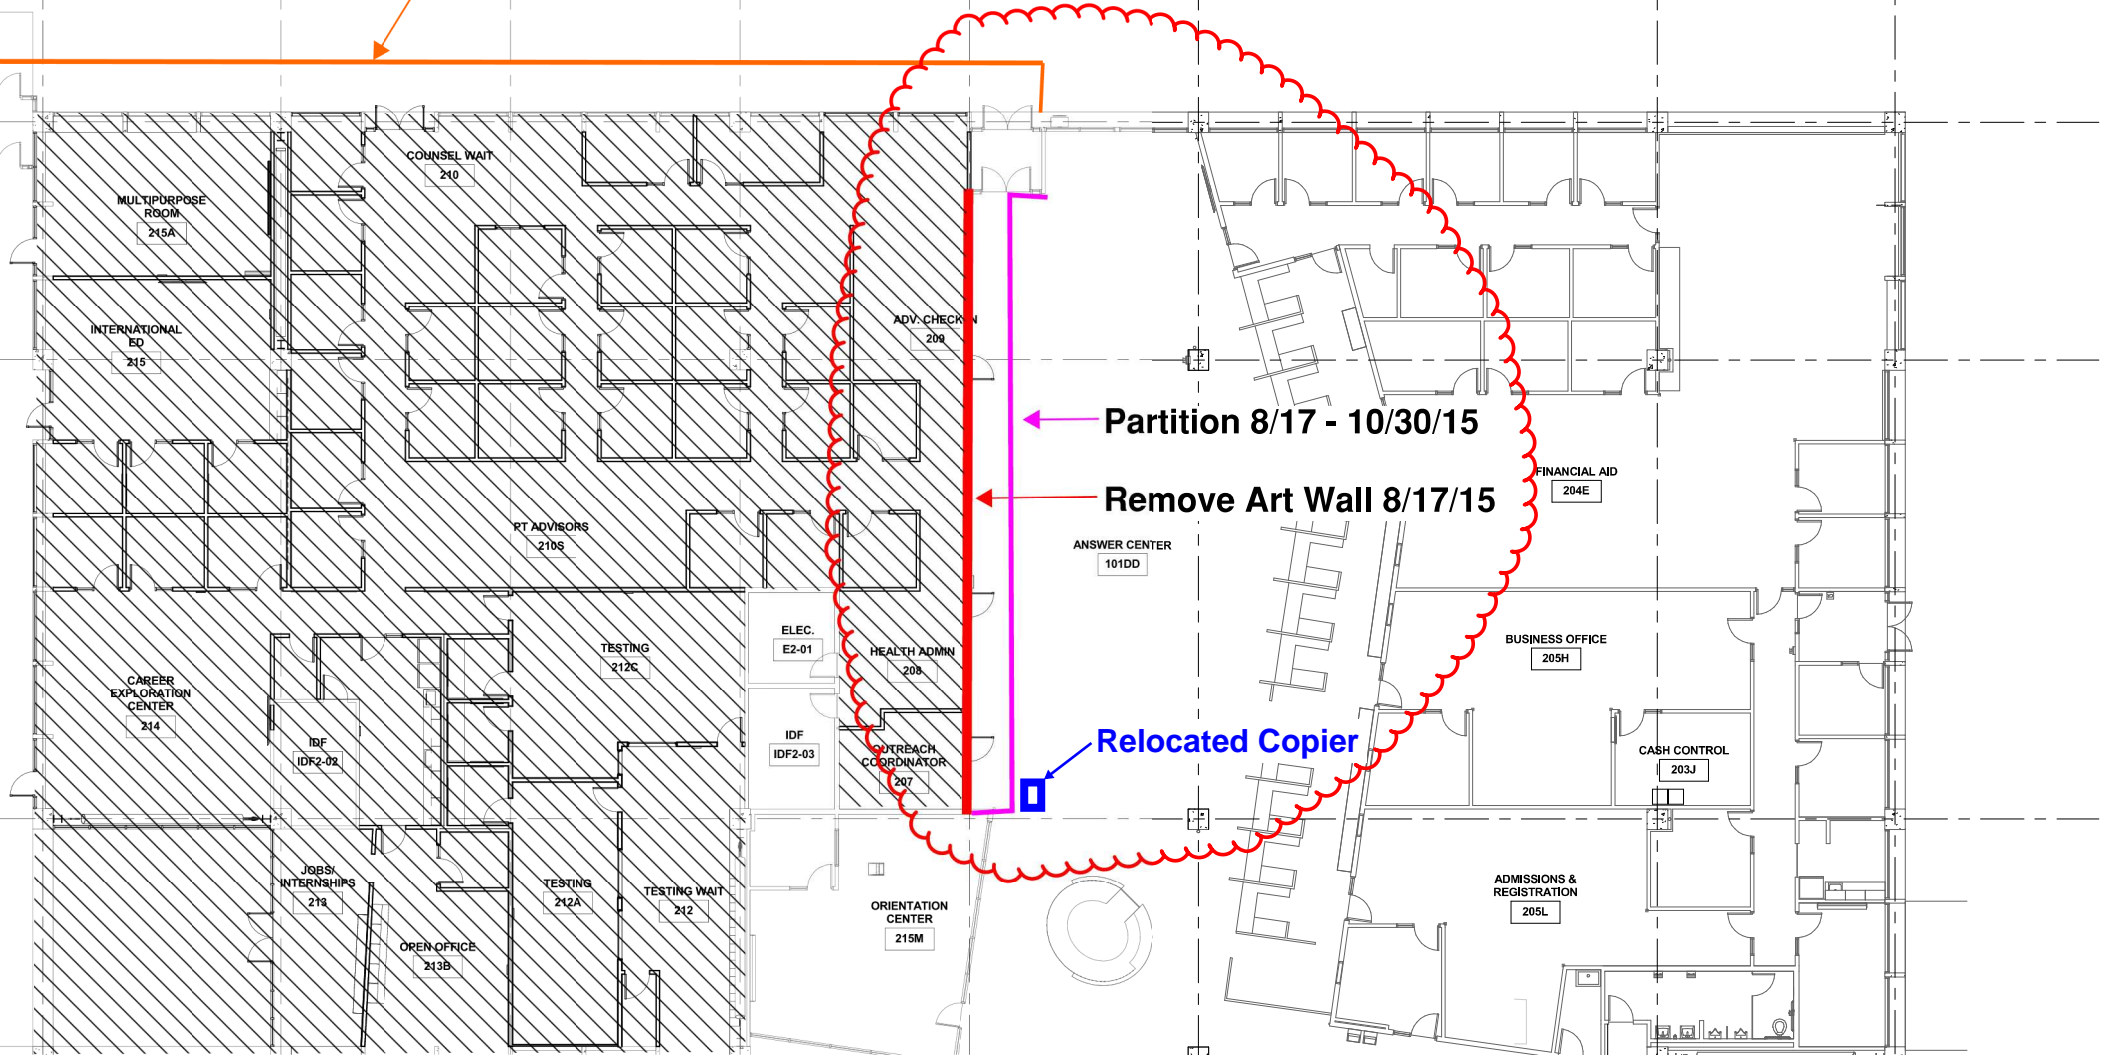 COUNSEL WAIT
210
MULTIPURPOSE
ROOM
215A
INTERNATIONAL
ED
215
ADV. CHECK N
209
Partition 8/17 - 10/30/15
Remove Art Wall 8/17/15
FINANCIAL AID
204E
PT ADVISORS
210S
ANSWER CENTER
101DD
ELEC.
E2-01
TESTING
212C
HEALTH ADMIN
208
BUSINESS OFFICE
205H
CAREER
EXPLORATION
CENTER
214
IDF
IDF2-02
IDF
IDF2-03
OUTREACH
COORDINATOR
207
Relocated Copier
CASH CONTROL
203J
JOBS/
INTERNSHIPS
213
TESTING
212A
TESTING WAIT
212
ORIENTATION
CENTER
215M
ADMISSIONS &
REGISTRATION
205L
OPEN OFFICE
213B